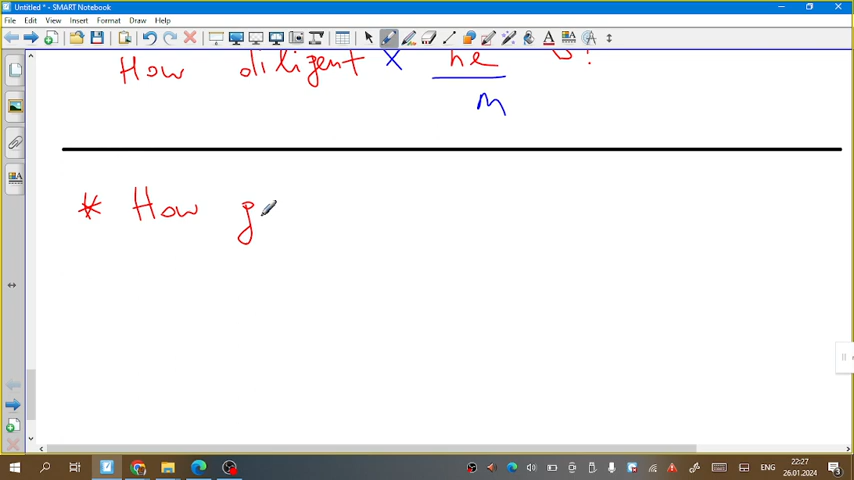 Untitled * - SMART Notebook
File Edit View Insert Format Draw Help
How diligent x he
M
* How g
ENG
22:27
26.01.2024
3